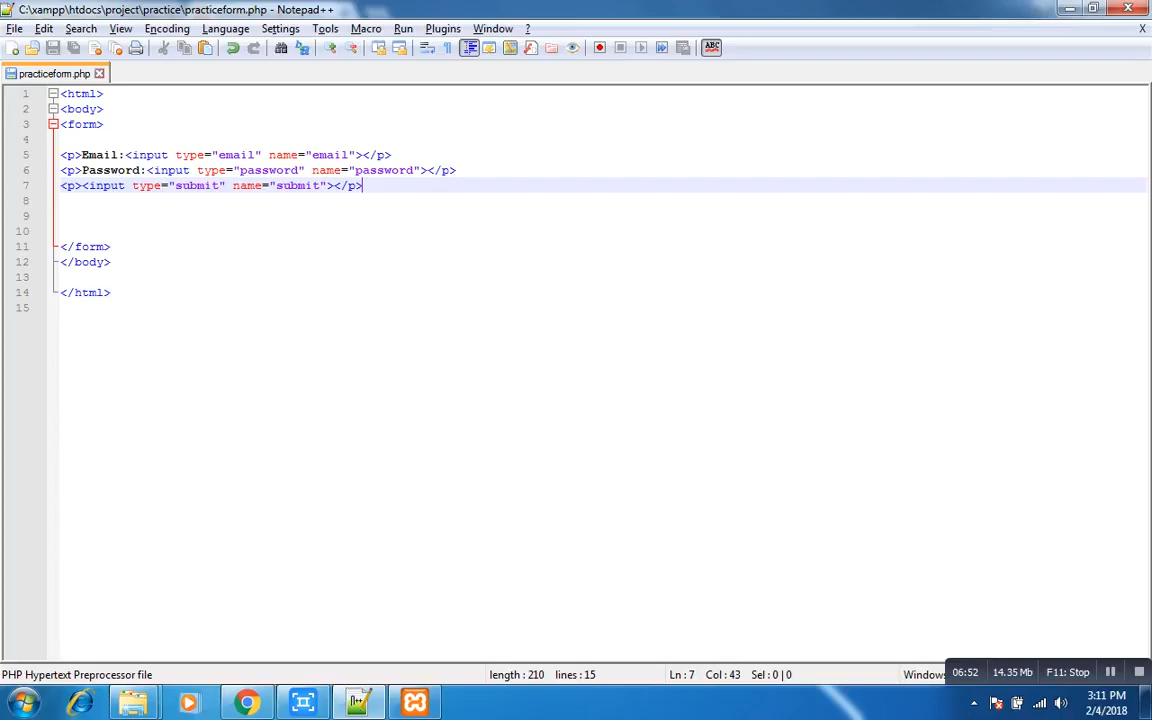 C:\xampp\htdocs\project\practice\practiceform.php - Notepad++
File Edit Search View Encoding Language Settings Tools Macro Run Plugins Window ? X
ABC
practiceform.php
1 <html>
2 <body>
3 <form>
4
5 <p>Email:<input type="email" name="email"></p>
6 <p>Password:<input type="password" name="password"></p>
7 <p><input type="submit" name="submit"></p>
8
9
10
11 </form>
12 </body>
13
14 </html>
15
PHP Hypertext Preprocessor file length : 210 lines : 15 Ln : 7 Col : 43 Sel : 0 | 0 Windows
06:52 14.35 Mb F11: Stop
3:11 PM
2/4/2018